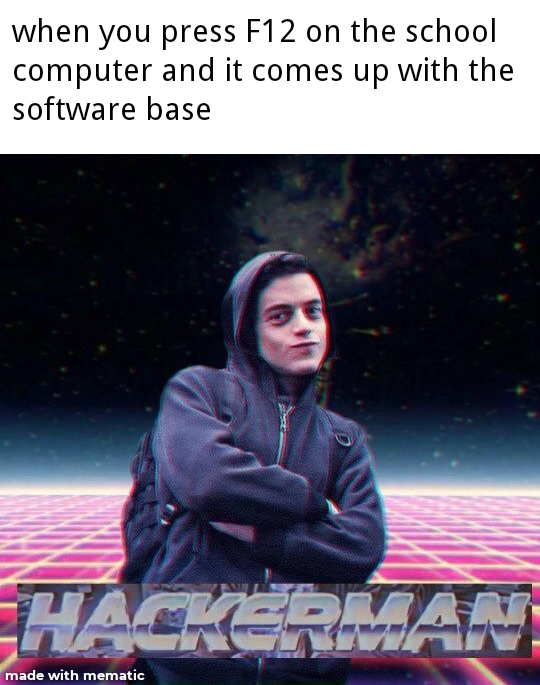 when you press F12 on the school
computer and it comes up with the
software base
HACKERMAN
made with mematic